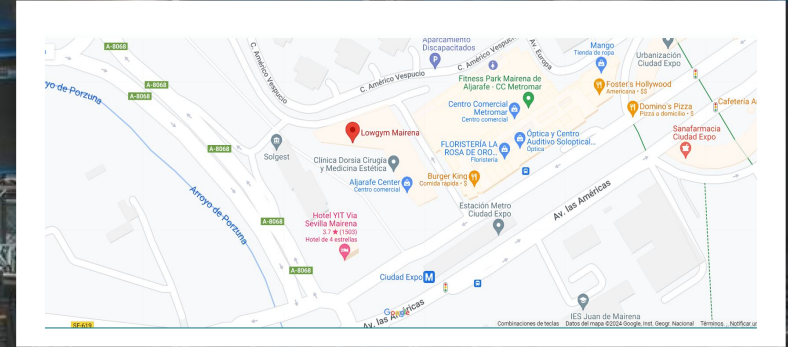 A-8068
Aparcamiento
Discapacitados
P
C. Américo Vespucio
Av. Europa
Mango
Tienda de ropa
Urbanización
Ciudad Expo
C. Américo Vespucio
A-8068
A-8068
C. Américo Vespucio
Fitness Park Mairena de
Aljarafe - CC Metromar
Foster's Hollywood
Americana • $$
Centro Comercial
Metromar
Centro comercial
Domino's Pizza
Pizza a domicilio • $
Cafetería
Lowgym Mairena
Óptica y Centro
Auditivo Soloptical...
Óptica
Sanafarmacia
Ciudad Expo
A-8068
Solgest
FLORISTERÍA LA
ROSA DE ORO...
Floristería
Clínica Dorsia Cirugía
y Medicina Estética
Aljarafe Center
Centro comercial
Burger King
Comida rápida • $
Arroyo de Porzuna
Estación Metro
Ciudad Expo
Av. las Américas
A-8068
Hotel YIT Vía
Sevilla Mairena
3.7 ★ (1503)
Hotel de 4 estrellas
A-8068
Ciudad Expo M
Google
Av. las Américas
IES Juan de Mairena
SE-619
Combinaciones de teclas Datos del mapa ©2024 Google, Inst. Geogr. Nacional Términos Notificar un